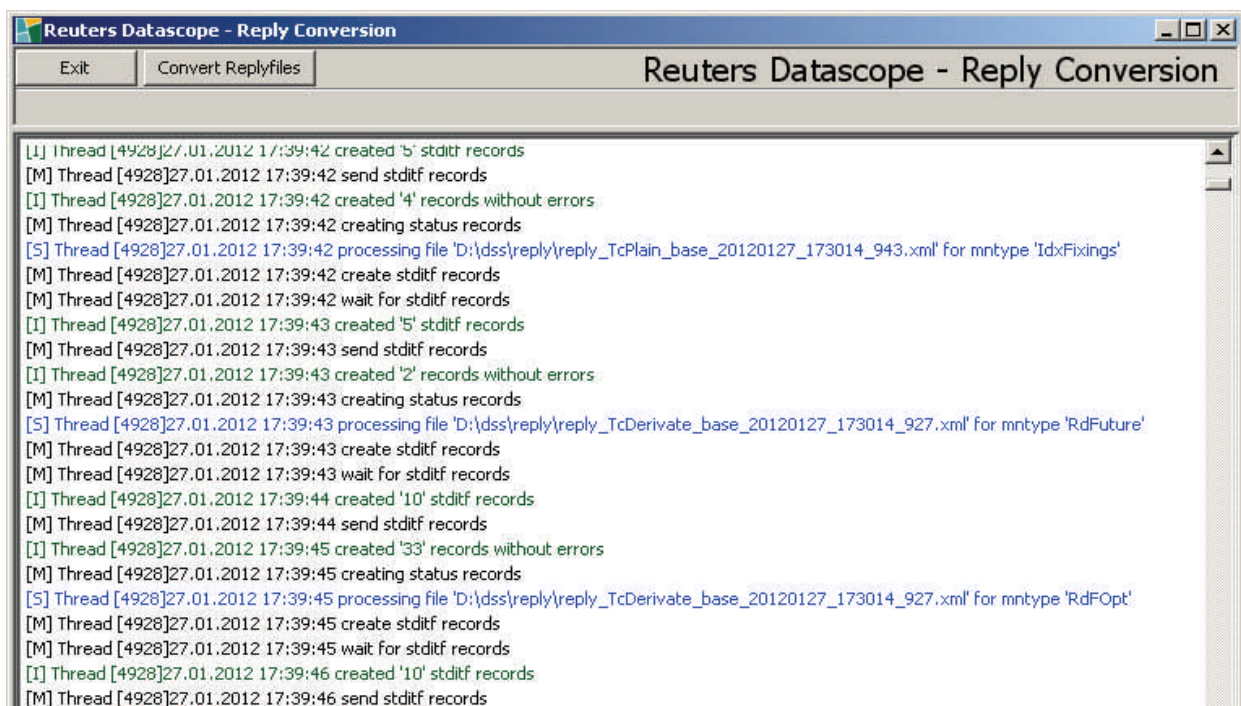 Reuters Datascope - Reply Conversion
Exit Convert Replyfiles Reuters Datascope - Reply Conversion
[I] Thread [4928]27.01.2012 17:39:42 created '5' stditf records
[M] Thread [4928]27.01.2012 17:39:42 send stditf records
[I] Thread [4928]27.01.2012 17:39:42 created '4' records without errors
[M] Thread [4928]27.01.2012 17:39:42 creating status records
[S] Thread [4928]27.01.2012 17:39:42 processing file 'D:\dss\reply\reply_TcPlain_base_20120127_173014_943.xml' for mntype 'IdxFixings'
[M] Thread [4928]27.01.2012 17:39:42 create stditf records
[M] Thread [4928]27.01.2012 17:39:42 wait for stditf records
[I] Thread [4928]27.01.2012 17:39:43 created '5' stditf records
[M] Thread [4928]27.01.2012 17:39:43 send stditf records
[I] Thread [4928]27.01.2012 17:39:43 created '2' records without errors
[M] Thread [4928]27.01.2012 17:39:43 creating status records
[S] Thread [4928]27.01.2012 17:39:43 processing file 'D:\dss\reply\reply_TcDerivate_base_20120127_173014_927.xml' for mntype 'RdFuture'
[M] Thread [4928]27.01.2012 17:39:43 create stditf records
[M] Thread [4928]27.01.2012 17:39:43 wait for stditf records
[I] Thread [4928]27.01.2012 17:39:44 created '10' stditf records
[M] Thread [4928]27.01.2012 17:39:44 send stditf records
[I] Thread [4928]27.01.2012 17:39:45 created '33' records without errors
[M] Thread [4928]27.01.2012 17:39:45 creating status records
[S] Thread [4928]27.01.2012 17:39:45 processing file 'D:\dss\reply\reply_TcDerivate_base_20120127_173014_927.xml' for mntype 'RdFOpt'
[M] Thread [4928]27.01.2012 17:39:45 create stditf records
[M] Thread [4928]27.01.2012 17:39:45 wait for stditf records
[I] Thread [4928]27.01.2012 17:39:46 created '10' stditf records
[M] Thread [4928]27.01.2012 17:39:46 send stditf records